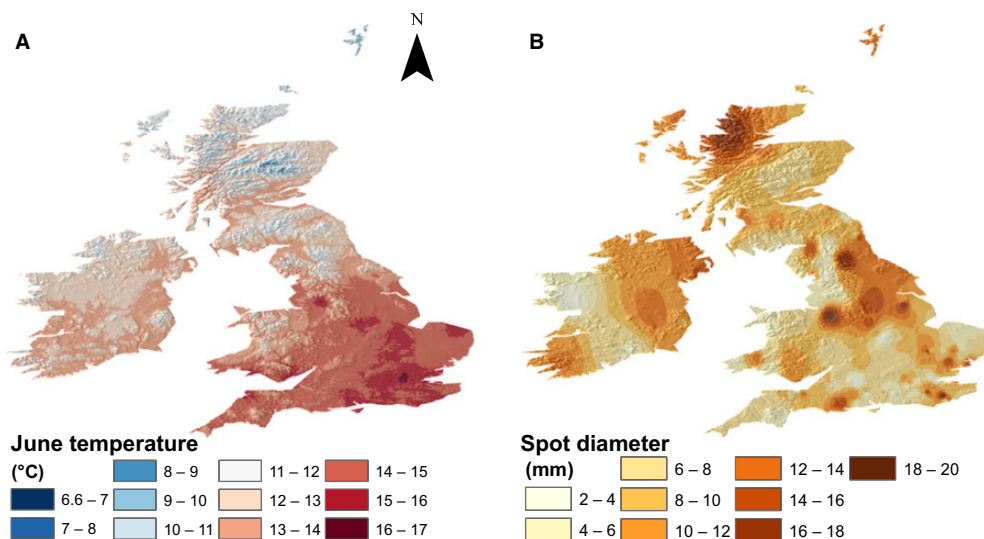 A
N
B
June temperature
(°C)
6.6 – 7
7 – 8
8 – 9
9 – 10
10 – 11
11 – 12
12 – 13
13 – 14
14 – 15
15 – 16
16 – 17
Spot diameter
(mm)
2 – 4
4 – 6
6 – 8
8 – 10
10 – 12
12 – 14
14 – 16
16 – 18
18 – 20